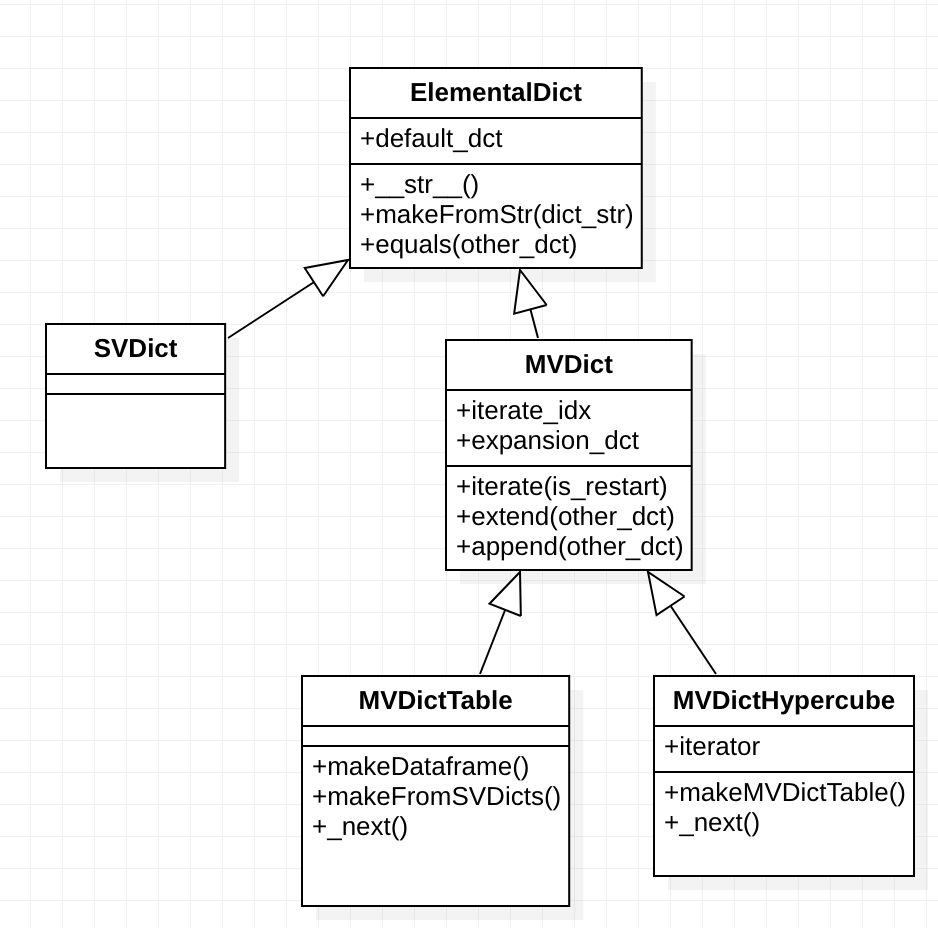 ElementalDict
+default_dct
+__str__()
+makeFromStr(dict_str)
+equals(other_dct)
SVDict
MVDict
+iterate_idx
+expansion_dct
+iterate(is_restart)
+extend(other_dct)
+append(other_dct)
MVDictTable
+makeDataframe()
+makeFromSVDicts()
+_next()
MVDictHypercube
+iterator
+makeMVDictTable()
+_next()